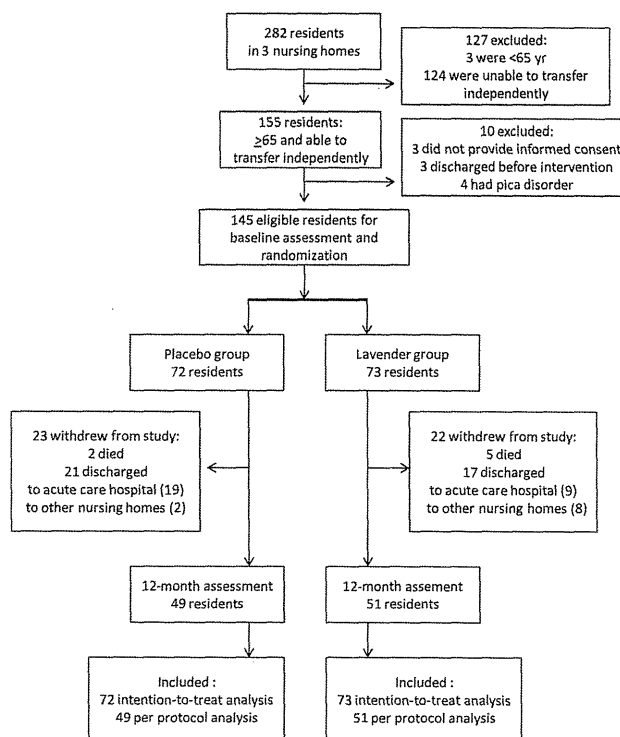 282 residents
in 3 nursing homes
127 excluded:
3 were <65 yr
124 were unable to transfer
independently
155 residents:
≥65 and able to
transfer independently
10 excluded:
3 did not provide informed consent
3 discharged before intervention
4 had pica disorder
145 eligible residents for
baseline assessment and
randomization
Placebo group
72 residents
Lavender group
73 residents
23 withdrew from study:
2 died
21 discharged
to acute care hospital (19)
to other nursing homes (2)
22 withdrew from study:
5 died
17 discharged
to acute care hospital (9)
to other nursing homes (8)
12-month assessment
49 residents
12-month assement
51 residents
Included :
72 intention-to-treat analysis
49 per protocol analysis
Included :
73 intention-to-treat analysis
51 per protocol analysis